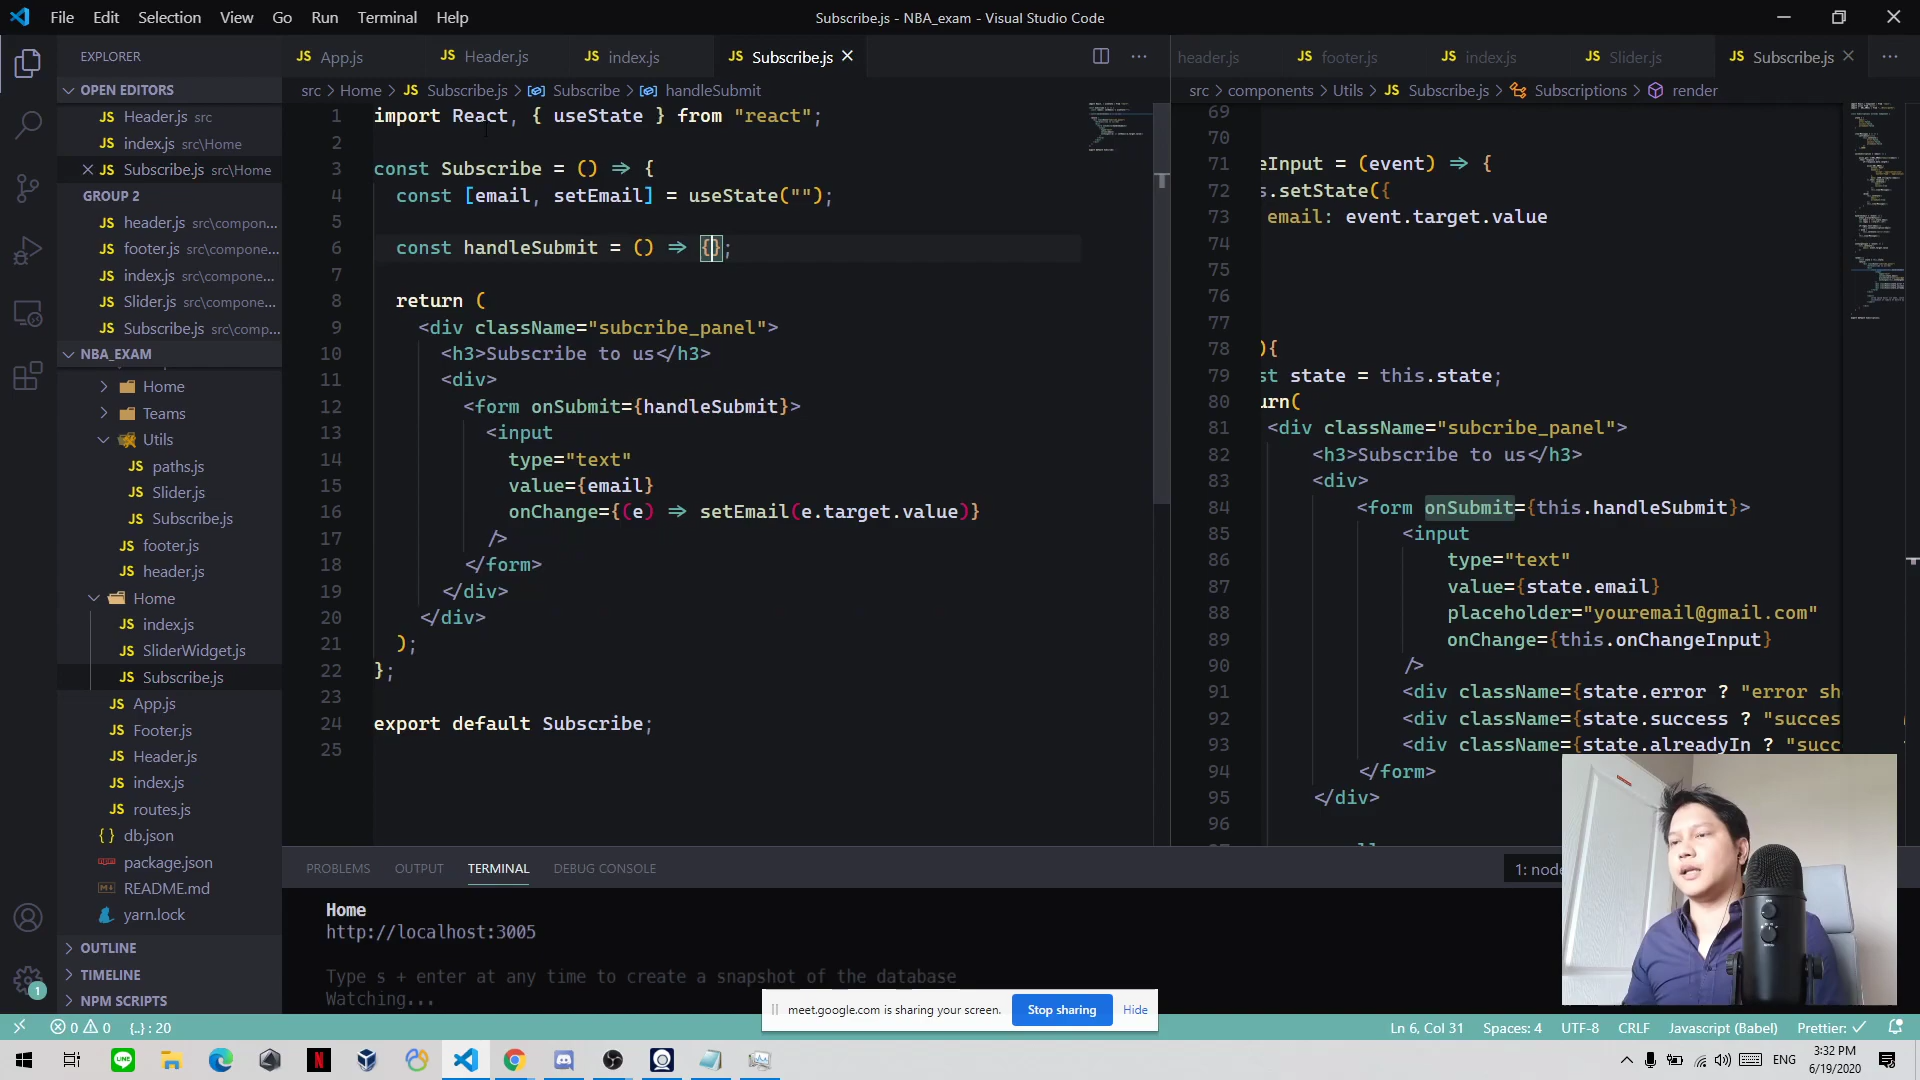 File Edit Selection View Go Run Terminal Help
Subscribe.js - NBA_exam - Visual Studio Code
EXPLORER
OPEN EDITORS
Header.js src
index.js src\Home
Subscribe.js src\Home
GROUP 2
header.js src\compon...
footer.js src\compon...
index.js src\compone...
Slider.js src\compone...
Subscribe.js src\comp...
NBA_EXAM
Home
Teams
Utils
paths.js
Slider.js
Subscribe.js
footer.js
header.js
Home
index.js
SliderWidget.js
Subscribe.js
App.js
Footer.js
Header.js
index.js
routes.js
db.json
package.json
README.md
yarn.lock
OUTLINE
TIMELINE
NPM SCRIPTS
App.js Header.js index.js Subscribe.js
src Home Subscribe.js Subscribe handleSubmit
1 import React, { useState } from "react";
2
3 const Subscribe = () => {
4 const [email, setEmail] = useState("");
5
6 const handleSubmit = () => {};
7
8 return (
9 <div className="subcribe_panel">
10 <h3>Subscribe to us</h3>
11 <div>
12 <form onSubmit={handleSubmit}>
13 <input
14 type="text"
15 value={email}
16 onChange={(e) => setEmail(e.target.value)}
17 />
18 </form>
19 </div>
20 </div>
21 );
22 };
23
24 export default Subscribe;
25
header.js footer.js index.js Slider.js Subscribe.js
src components Utils Subscribe.js Subscriptions render
69
70
71 eInput = (event) => {
72 s.setState({
73 email: event.target.value
74
75
76
77
78 ){
79 st state = this.state;
80 urn(
81 <div className="subcribe_panel">
82 <h3>Subscribe to us</h3>
83 <div>
84 <form onSubmit={this.handleSubmit}>
85 <input
86 type="text"
87 value={state.email}
88 placeholder="youremail@gmail.com"
89 onChange={this.onChangeInput}
90 />
91 <div className={state.error ? "error sh
92 <div className={state.success ? "succes
93 <div className={state.alreadyIn ? "succ
94 </form>
95 </div>
96
PROBLEMS OUTPUT TERMINAL DEBUG CONSOLE
1: node
Home
http://localhost:3005
Type s + enter at any time to create a snapshot of the database
Watching...
meet.google.com is sharing your screen. Stop sharing Hide
1
0 0 {..} : 20
Ln 6, Col 31 Spaces: 4 UTF-8 CRLF Javascript (Babel) Prettier: ✓
LINE
N
ENG
3:32 PM
6/19/2020